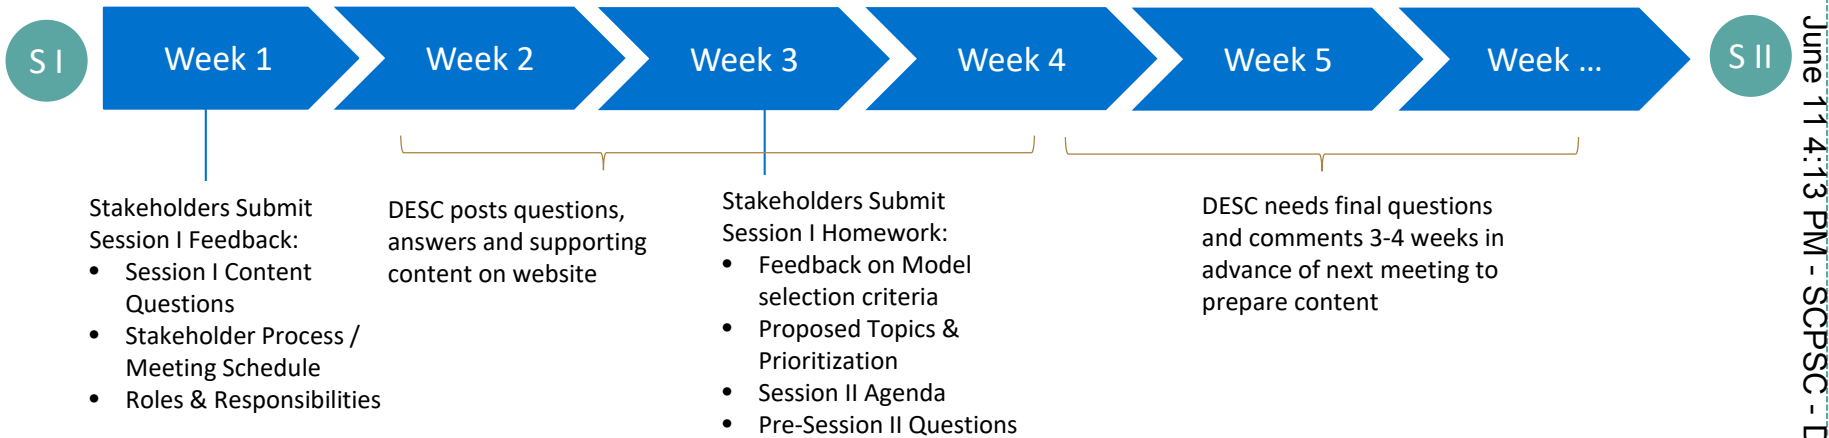 S I
Week 1
Week 2
Week 3
Week 4
Week 5
Week ...
S II
Stakeholders Submit
Session I Feedback:
• Session I Content
Questions
• Stakeholder Process /
Meeting Schedule
• Roles & Responsibilities
DESC posts questions,
answers and supporting
content on website
Stakeholders Submit
Session I Homework:
• Feedback on Model
selection criteria
• Proposed Topics &
Prioritization
• Session II Agenda
• Pre-Session II Questions
DESC needs final questions
and comments 3-4 weeks in
advance of next meeting to
prepare content
June 11 4:13 PM - SCPSC -